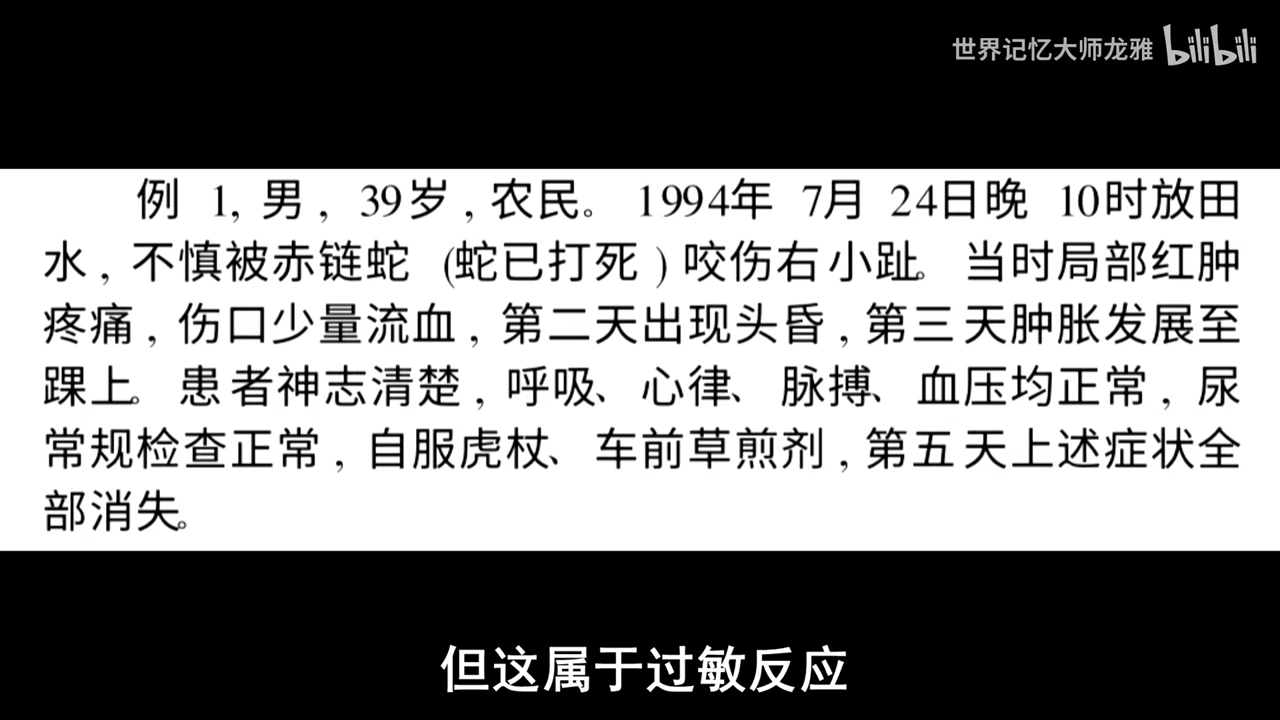 世界记忆大师龙雅 bilibili
例 1, 男, 39岁, 农民。1994年 7月 24日晚 10时放田
水, 不慎被赤链蛇 (蛇已打死) 咬伤右小趾。当时局部红肿
疼痛, 伤口少量流血, 第二天出现头昏, 第三天肿胀发展至
踝上。患者神志清楚, 呼吸、心律、脉搏、血压均正常, 尿
常规检查正常, 自服虎杖、车前草煎剂, 第五天上述症状全
部消失。
但这属于过敏反应